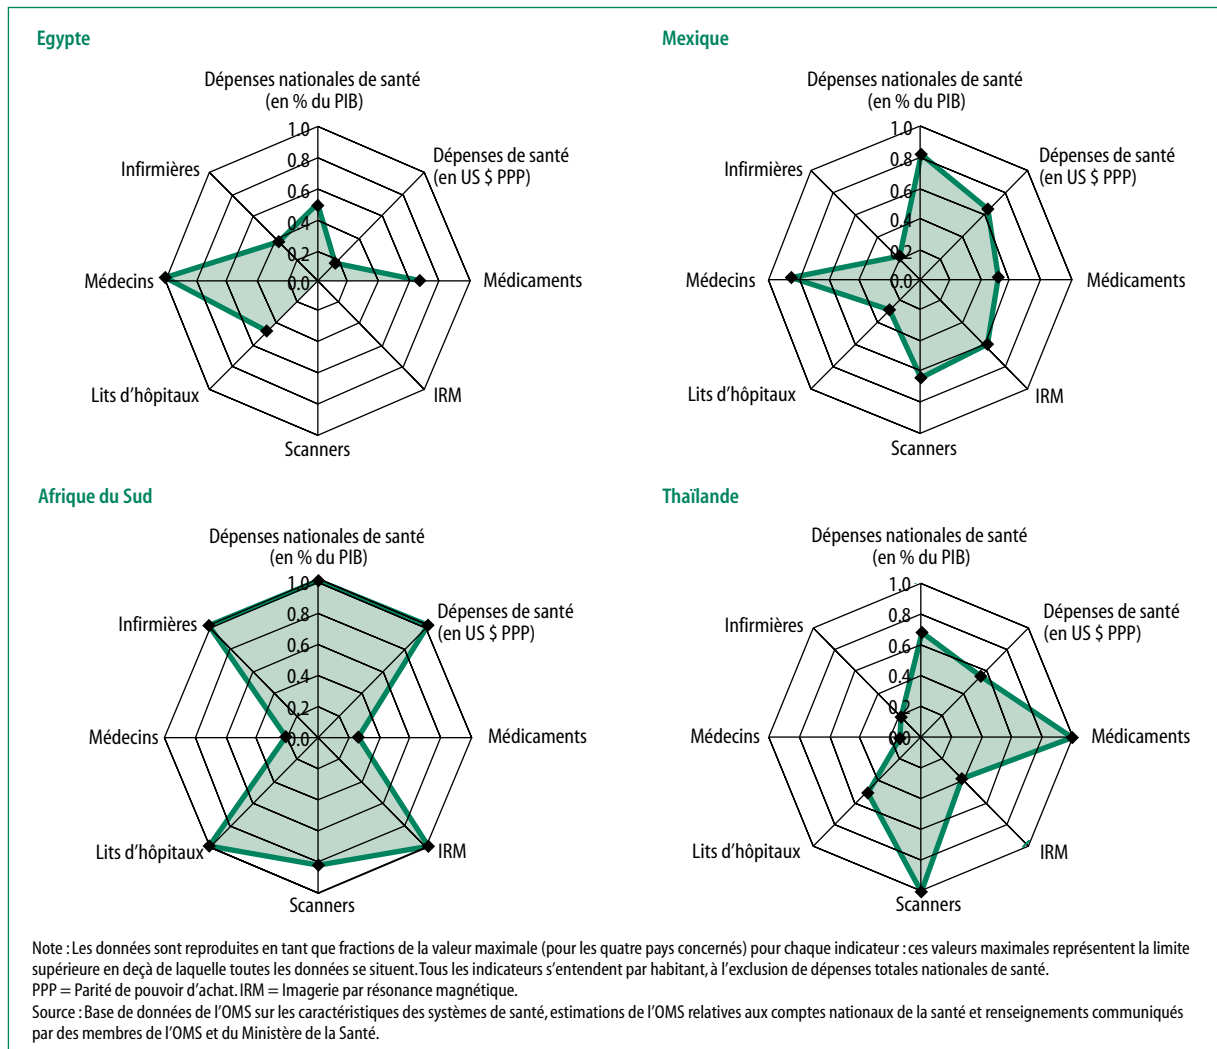 Egypte
Dépenses nationales de santé
(en % du PIB)
1.0
0.8
0.6
0.4
0.2
0.0
Dépenses de santé
(en US $ PPP)
Médicaments
IRM
Scanners
Lits d'hôpitaux
Médecins
Infirmières
Mexique
Dépenses nationales de santé
(en % du PIB)
1.0
0.8
0.6
0.4
0.2
0.0
Dépenses de santé
(en US $ PPP)
Médicaments
IRM
Scanners
Lits d'hôpitaux
Médecins
Infirmières
Afrique du Sud
Dépenses nationales de santé
(en % du PIB)
1.0
0.8
0.6
0.4
0.2
0.0
Dépenses de santé
(en US $ PPP)
Médicaments
IRM
Scanners
Lits d'hôpitaux
Médecins
Infirmières
Thaïlande
Dépenses nationales de santé
(en % du PIB)
1.0
0.8
0.6
0.4
0.2
0.0
Dépenses de santé
(en US $ PPP)
Médicaments
IRM
Scanners
Lits d'hôpitaux
Médecins
Infirmières
Note : Les données sont reproduites en tant que fractions de la valeur maximale (pour les quatre pays concernés) pour chaque indicateur : ces valeurs maximales représentent la limite
supérieure en deçà de laquelle toutes les données se situent. Tous les indicateurs s'entendent par habitant, à l'exclusion de dépenses totales nationales de santé.
PPP = Parité de pouvoir d'achat. IRM = Imagerie par résonance magnétique.
Source : Base de données de l'OMS sur les caractéristiques des systèmes de santé, estimations de l'OMS relatives aux comptes nationaux de la santé et renseignements communiqués
par des membres de l'OMS et du Ministère de la Santé.